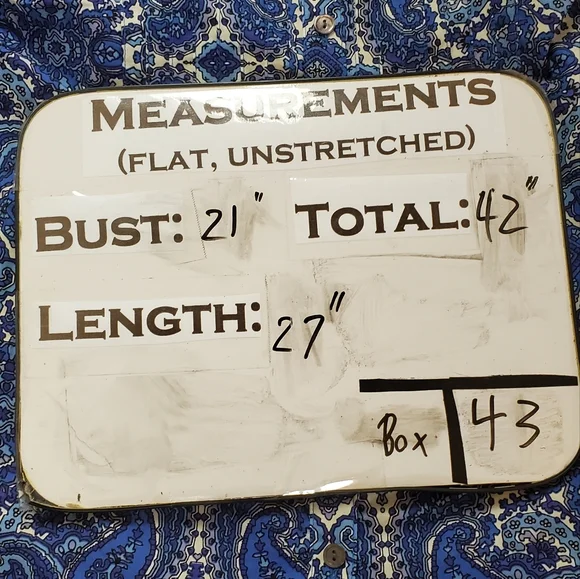 MEASUREMENTS
(FLAT, UNSTRETCHED)
BUST: 21" TOTAL: 42"
LENGTH: 27"
Box 43